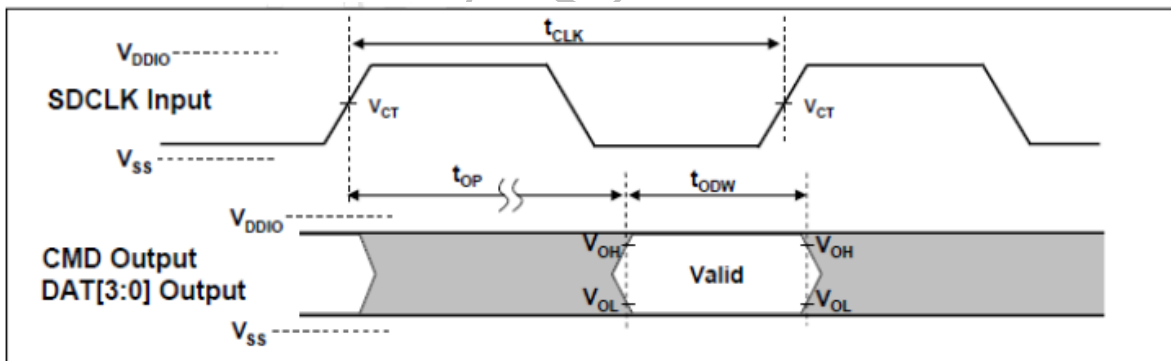 t_CLK
V_DDIO
SDCLK Input
V_CT
V_CT
V_SS
t_OP
t_ODW
V_DDIO
CMD Output
DAT[3:0] Output
V_OH
Valid
V_OH
V_OL
V_OL
V_SS